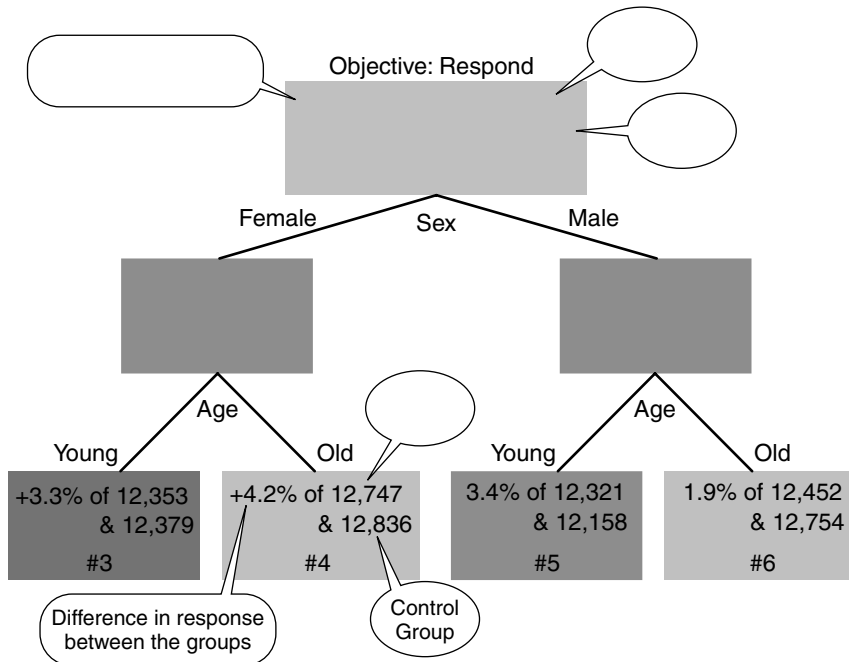 Objective: Respond
Female
Sex
Male
Age
Young
Old
Age
Young
Old
+3.3% of 12,353
& 12,379
#3
+4.2% of 12,747
& 12,836
#4
3.4% of 12,321
& 12,158
#5
1.9% of 12,452
& 12,754
#6
Difference in response
between the groups
Control
Group